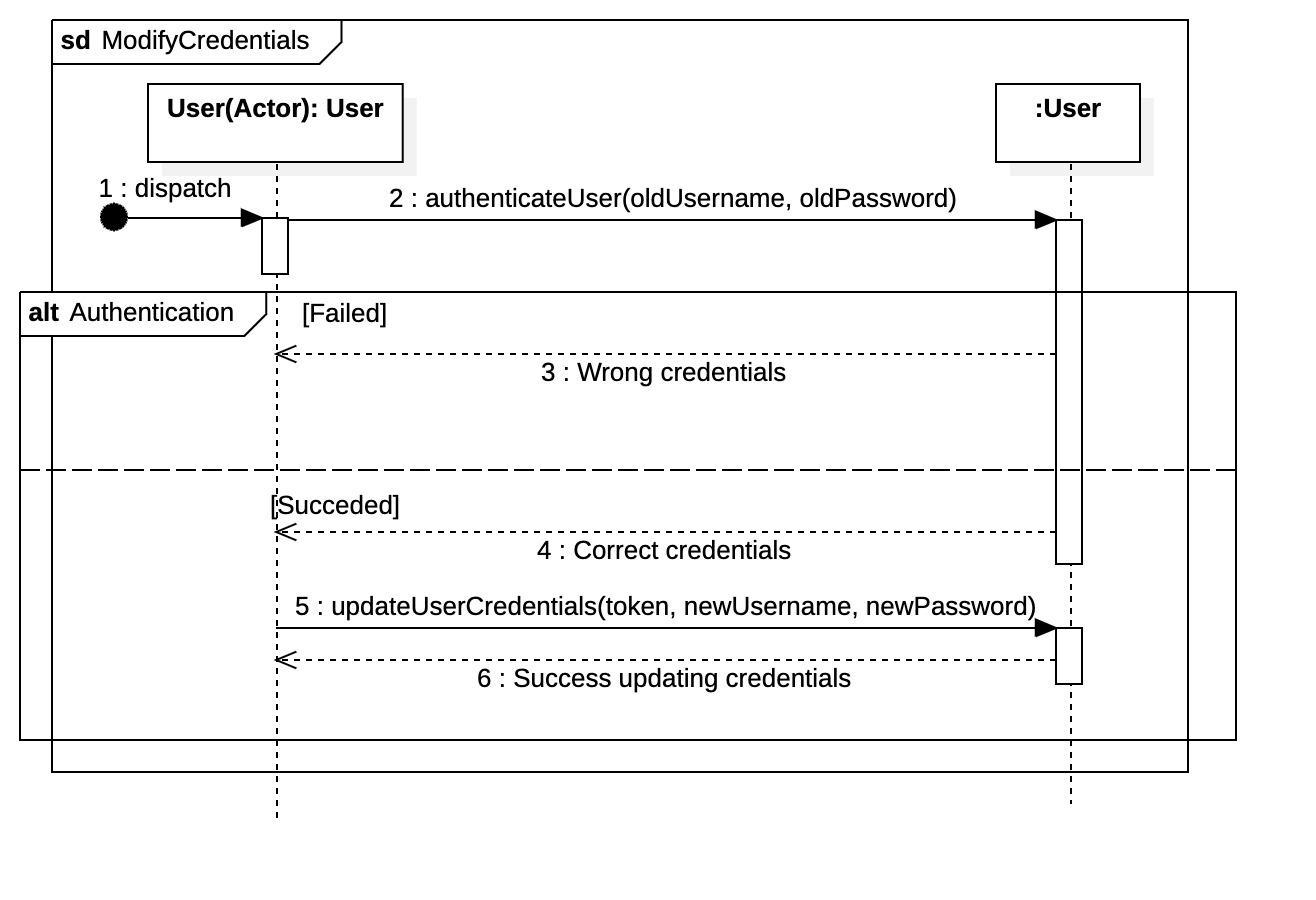 sd ModifyCredentials
User(Actor): User
:User
1 : dispatch
2 : authenticateUser(oldUsername, oldPassword)
alt Authentication
[Failed]
3 : Wrong credentials
[Succeded]
4 : Correct credentials
5 : updateUserCredentials(token, newUsername, newPassword)
6 : Success updating credentials